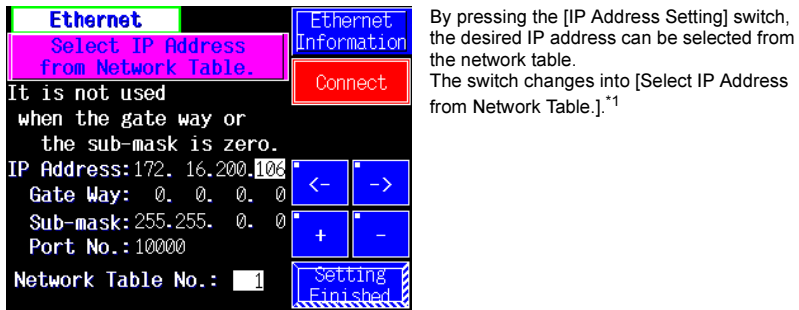 Ethernet
Select IP Address
from Network Table.
It is not used
when the gate way or
the sub-mask is zero.
IP Address:172. 16.200.106
Gate Way: 0. 0. 0. 0
Sub-mask:255.255. 0. 0
Port No.:10000
Network Table No.: 1
Ethernet
Information
Connect
<- ->
+ -
Setting
Finished
By pressing the [IP Address Setting] switch,
the desired IP address can be selected from
the network table.
The switch changes into [Select IP Address
from Network Table.].*1